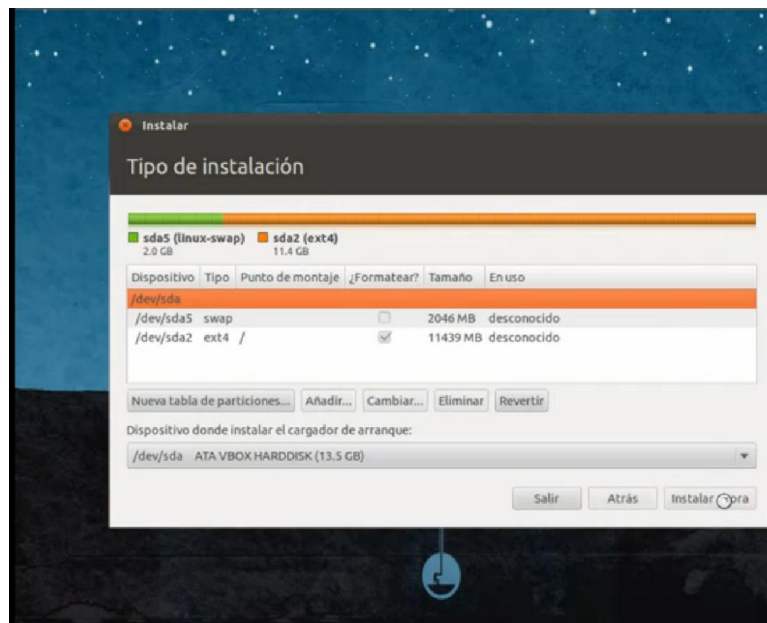 Instalar
Tipo de instalación
sda5 (linux-swap) sda2 (ext4)
2.0 GB 11.4 GB
Dispositivo Tipo Punto de montaje ¿Formatear? Tamaño En uso
/dev/sda
/dev/sda5 swap 2046 MB desconocido
/dev/sda2 ext4 / 11439 MB desconocido
Nueva tabla de particiones... Añadir... Cambiar... Eliminar Revertir
Dispositivo donde instalar el cargador de arranque:
/dev/sda ATA VBOX HARDDISK (13.5 GB)
Salir Atrás Instalar